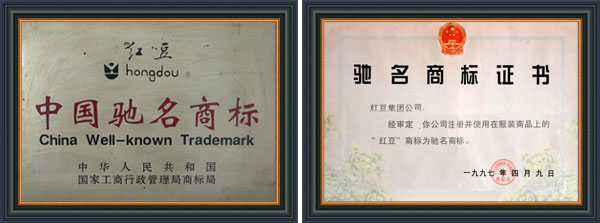 红豆
hongdou ®
中国驰名商标
China Well-known Trademark
中华人民共和国
国家工商行政管理局商标局
驰名商标证书
红豆集团公司:
经审定，你公司注册并使用在服装商品上的
“红豆”商标为驰名商标。
一九九七年四月九日